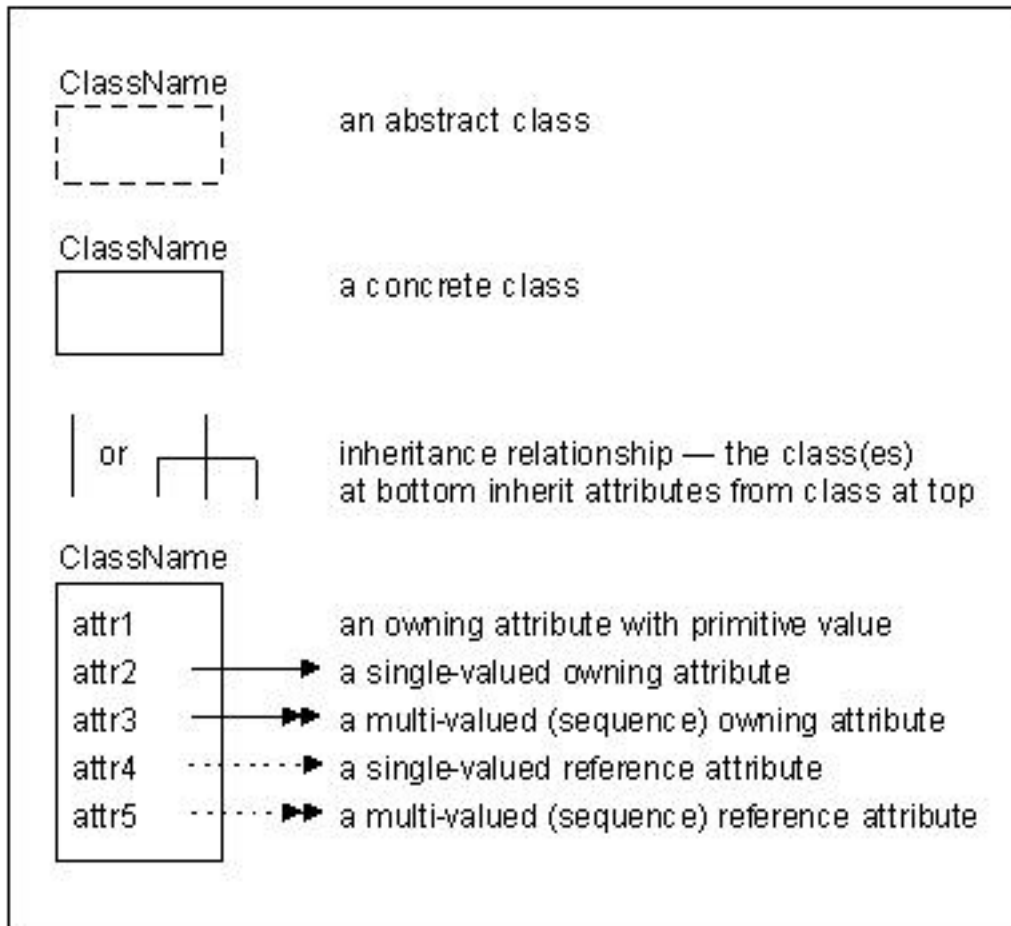 ClassName
an abstract class
ClassName
a concrete class
or
inheritance relationship — the class(es)
at bottom inherit attributes from class at top
ClassName
attr1 an owning attribute with primitive value
attr2 a single-valued owning attribute
attr3 a multi-valued (sequence) owning attribute
attr4 a single-valued reference attribute
attr5 a multi-valued (sequence) reference attribute